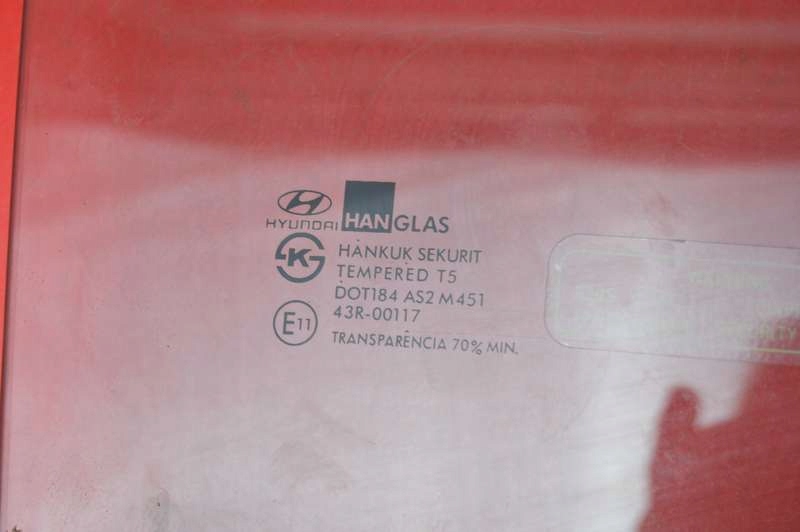 HYUNDAI HANGLAS
HANKUK SEKURIT
TEMPERED T5
DOT184 AS2 M451
43R-00117
E11
TRANSPARÊNCIA 70% MIN.